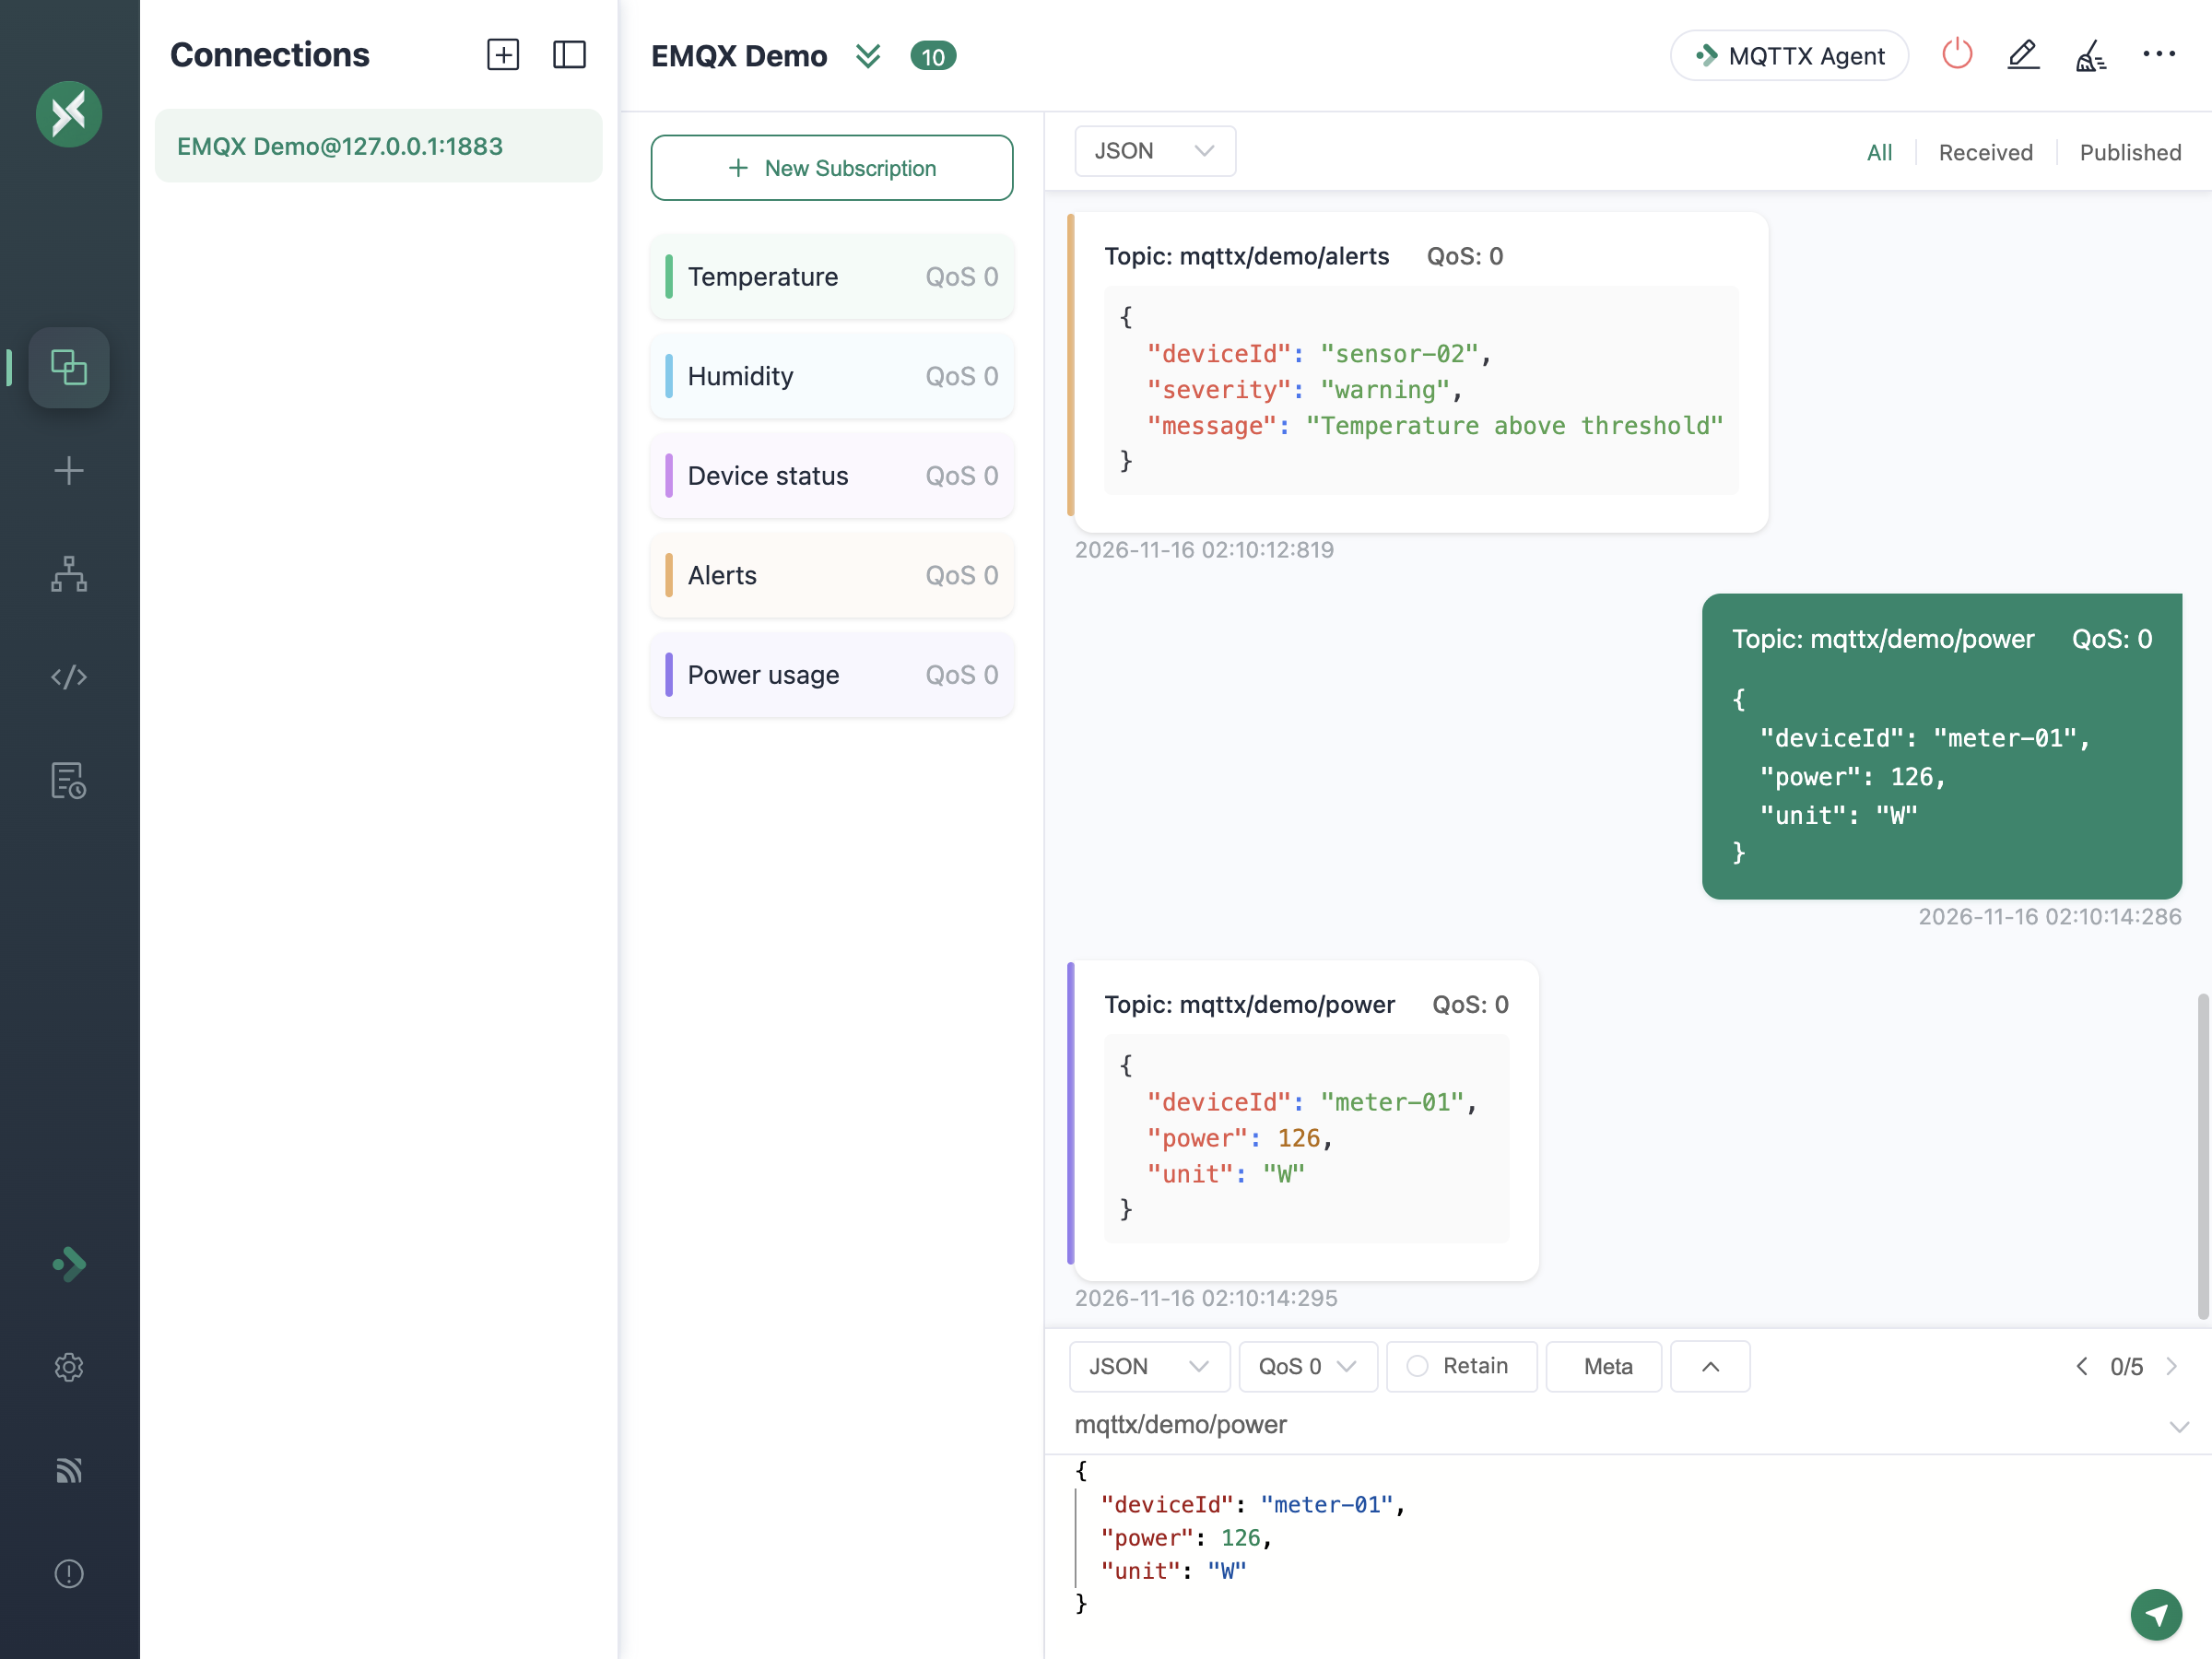 Connections
EMQX Demo@127.0.0.1:1883
EMQX Demo
10
MQTTX Agent
New Subscription
Temperature QoS 0
Humidity QoS 0
Device status QoS 0
Alerts QoS 0
Power usage QoS 0
JSON
All
Received
Published
Topic: mqttx/demo/alerts QoS: 0
{
"deviceId": "sensor-02",
"severity": "warning",
"message": "Temperature above threshold"
}
2026-11-16 02:10:12:819
Topic: mqttx/demo/power QoS: 0
{
"deviceId": "meter-01",
"power": 126,
"unit": "W"
}
2026-11-16 02:10:14:286
Topic: mqttx/demo/power QoS: 0
{
"deviceId": "meter-01",
"power": 126,
"unit": "W"
}
2026-11-16 02:10:14:295
JSON
QoS 0
Retain
Meta
0/5
mqttx/demo/power
{
"deviceId": "meter-01",
"power": 126,
"unit": "W"
}